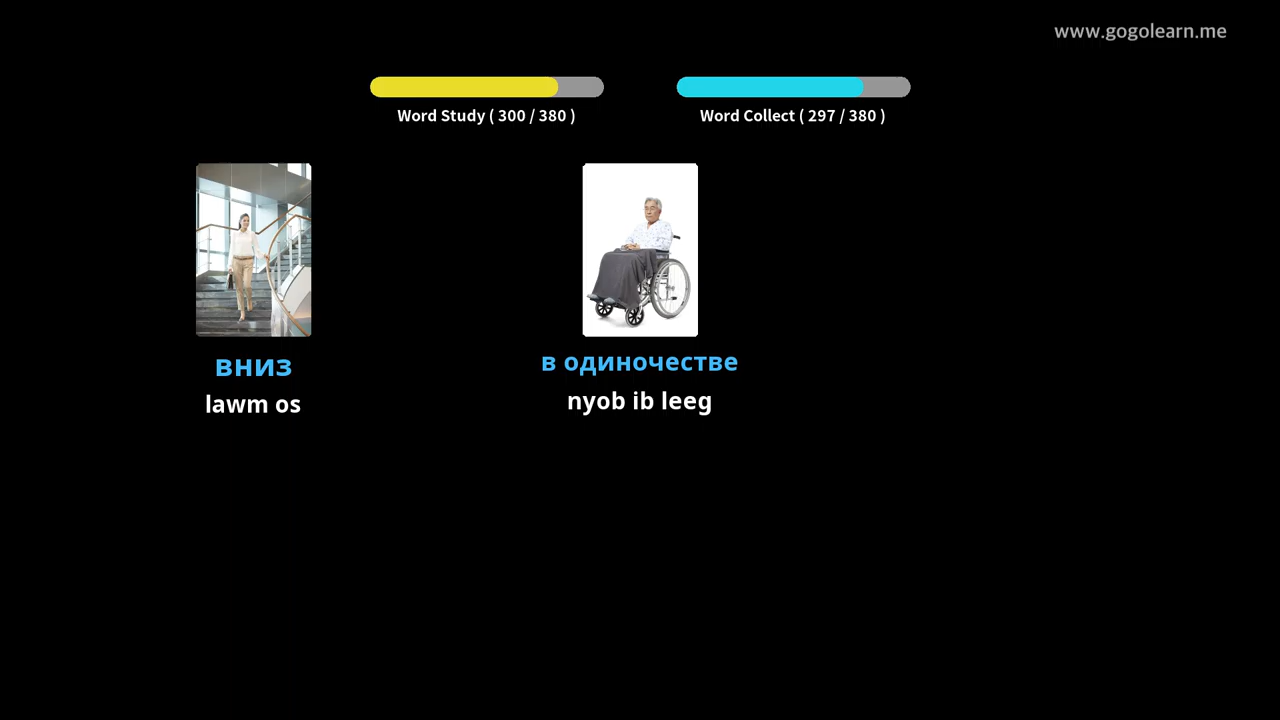 www.gogolearn.me
Word Study ( 300 / 380 )
Word Collect ( 297 / 380 )
вниз
lawm os
в одиночестве
nyob ib leeg